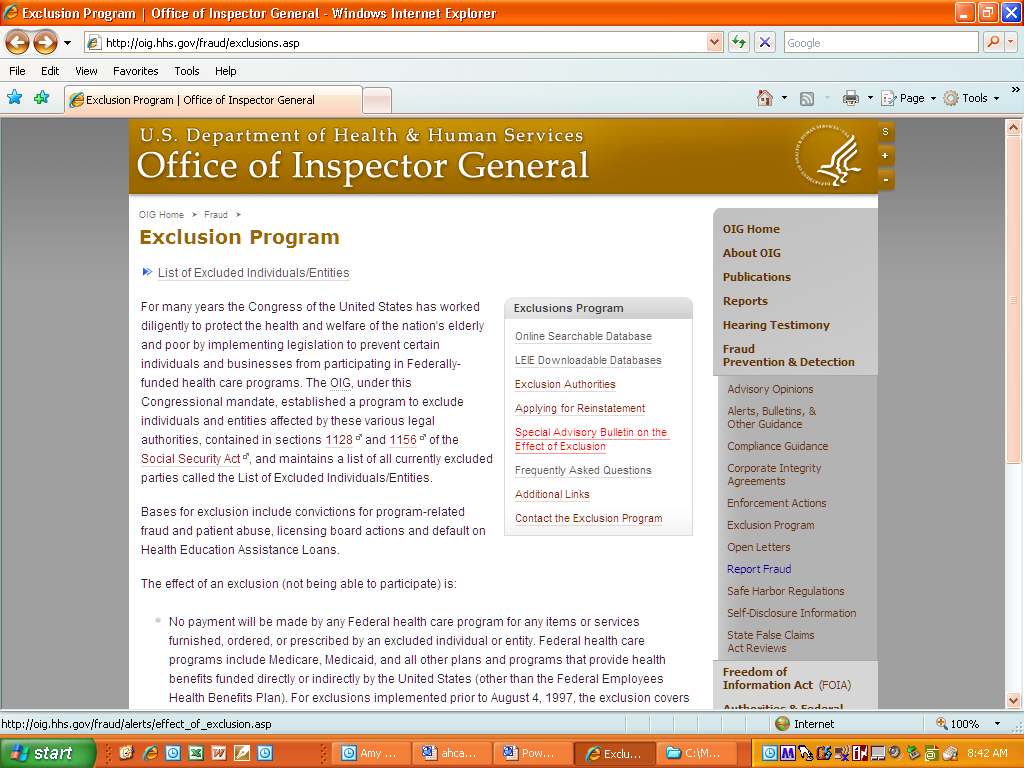 Exclusion Program | Office of Inspector General - Windows Internet Explorer
http://oig.hhs.gov/fraud/exclusions.asp
Google
File Edit View Favorites Tools Help
Exclusion Program | Office of Inspector General
Page Tools »
U.S. Department of Health & Human Services
Office of Inspector General
S
+
-
OIG Home > Fraud >
Exclusion Program
List of Excluded Individuals/Entities
For many years the Congress of the United States has worked
diligently to protect the health and welfare of the nation's elderly
and poor by implementing legislation to prevent certain
individuals and businesses from participating in Federally-
funded health care programs. The OIG, under this
Congressional mandate, established a program to exclude
individuals and entities affected by these various legal
authorities, contained in sections 1128 and 1156 of the
Social Security Act, and maintains a list of all currently excluded
parties called the List of Excluded Individuals/Entities.
Bases for exclusion include convictions for program-related
fraud and patient abuse, licensing board actions and default on
Health Education Assistance Loans.
The effect of an exclusion (not being able to participate) is:
No payment will be made by any Federal health care program for any items or services
furnished, ordered, or prescribed by an excluded individual or entity. Federal health care
programs include Medicare, Medicaid, and all other plans and programs that provide health
benefits funded directly or indirectly by the United States (other than the Federal Employees
Health Benefits Plan). For exclusions implemented prior to August 4, 1997, the exclusion covers
Exclusions Program
Online Searchable Database
LEIE Downloadable Databases
Exclusion Authorities
Applying for Reinstatement
Special Advisory Bulletin on the
Effect of Exclusion
Frequently Asked Questions
Additional Links
Contact the Exclusion Program
OIG Home
About OIG
Publications
Reports
Hearing Testimony
Fraud
Prevention & Detection
Advisory Opinions
Alerts, Bulletins, &
Other Guidance
Compliance Guidance
Corporate Integrity
Agreements
Enforcement Actions
Exclusion Program
Open Letters
Report Fraud
Safe Harbor Regulations
Self-Disclosure Information
State False Claims
Act Reviews
Freedom of
Information Act (FOIA)
Authorities & Federal
http://oig.hhs.gov/fraud/alerts/effect_of_exclusion.asp
Internet
100%
start
Amy ...
ahca...
Pow...
Exclu...
C:\M...
8:42 AM